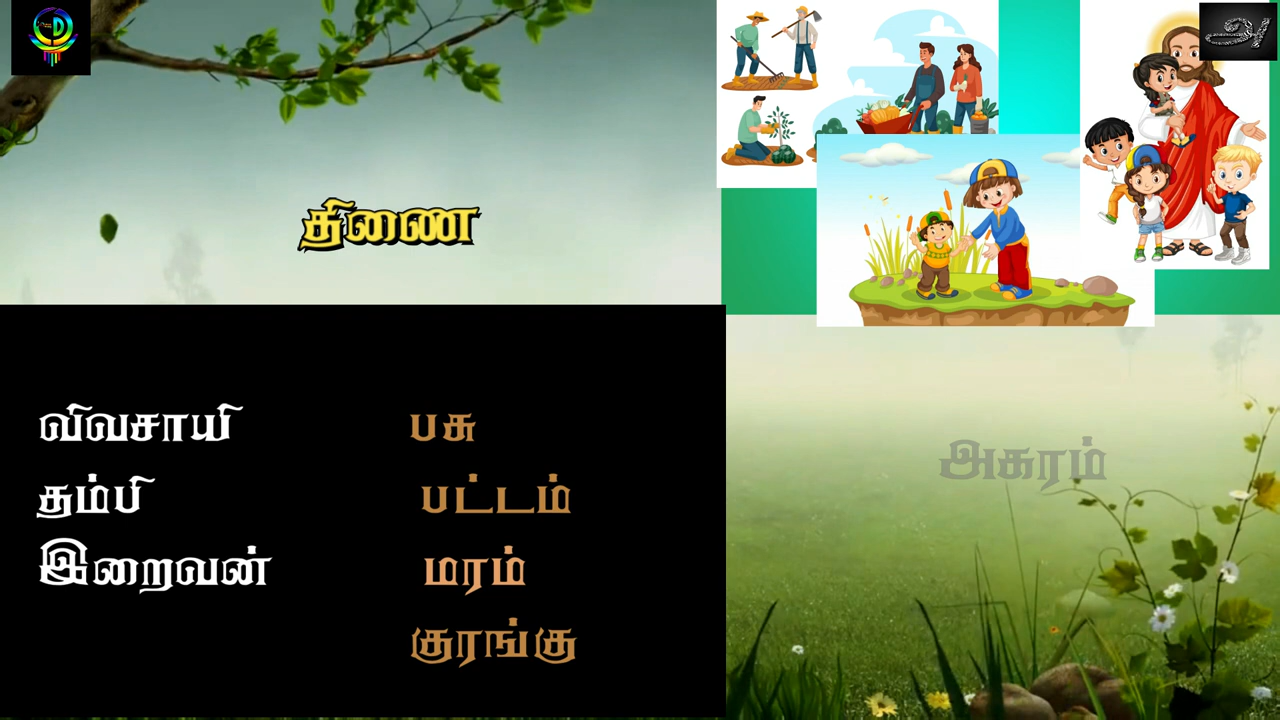 திணை
விவசாயி பசு
தம்பி பட்டம்
இறைவன் மரம்
குரங்கு
அகரம்